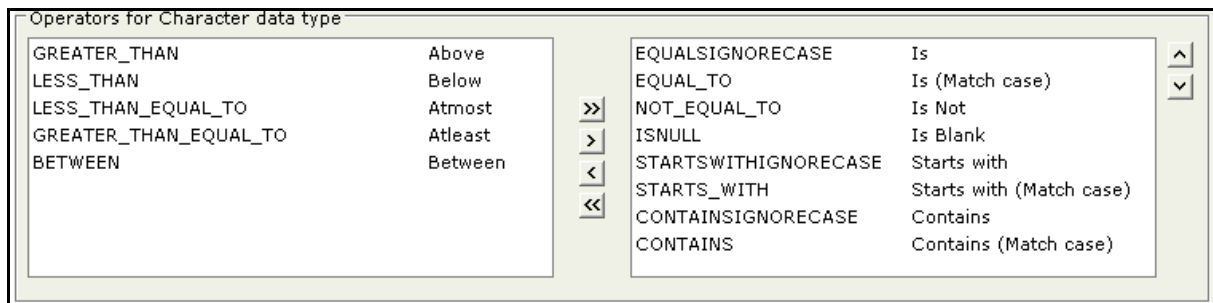 Operators for Character data type
GREATER_THAN Above
LESS_THAN Below
LESS_THAN_EQUAL_TO Atmost
GREATER_THAN_EQUAL_TO Atleast
BETWEEN Between
>>
>
<
<<
EQUALSIGNORECASE Is
EQUAL_TO Is (Match case)
NOT_EQUAL_TO Is Not
ISNULL Is Blank
STARTSWITHIGNORECASE Starts with
STARTS_WITH Starts with (Match case)
CONTAINSIGNORECASE Contains
CONTAINS Contains (Match case)